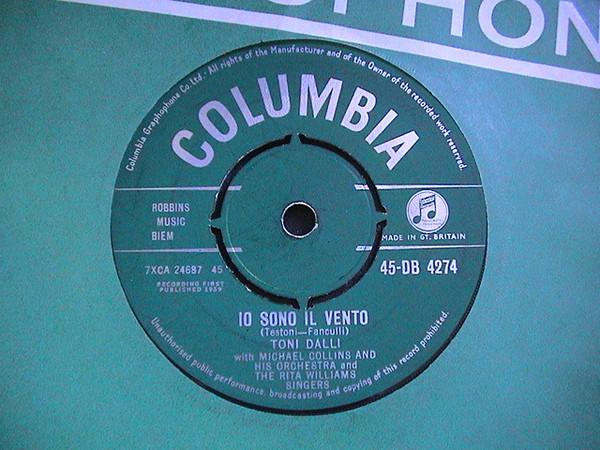 PHON
Columbia Graphophone Co. Ltd. · All rights of the Manufacturer and of the Owner of the recorded work reserved.
COLUMBIA
ROBBINS
MUSIC
BIEM
MADE IN GT. BRITAIN
7XCA 24687 45
45-DB 4274
RECORDING FIRST
PUBLISHED 1959
IO SONO IL VENTO
(Testoni—Fanculli)
TONI DALLI
with MICHAEL COLLINS AND
HIS ORCHESTRA and
THE RITA WILLIAMS
SINGERS
Unauthorised public performance, broadcasting and copying of this record prohibited.